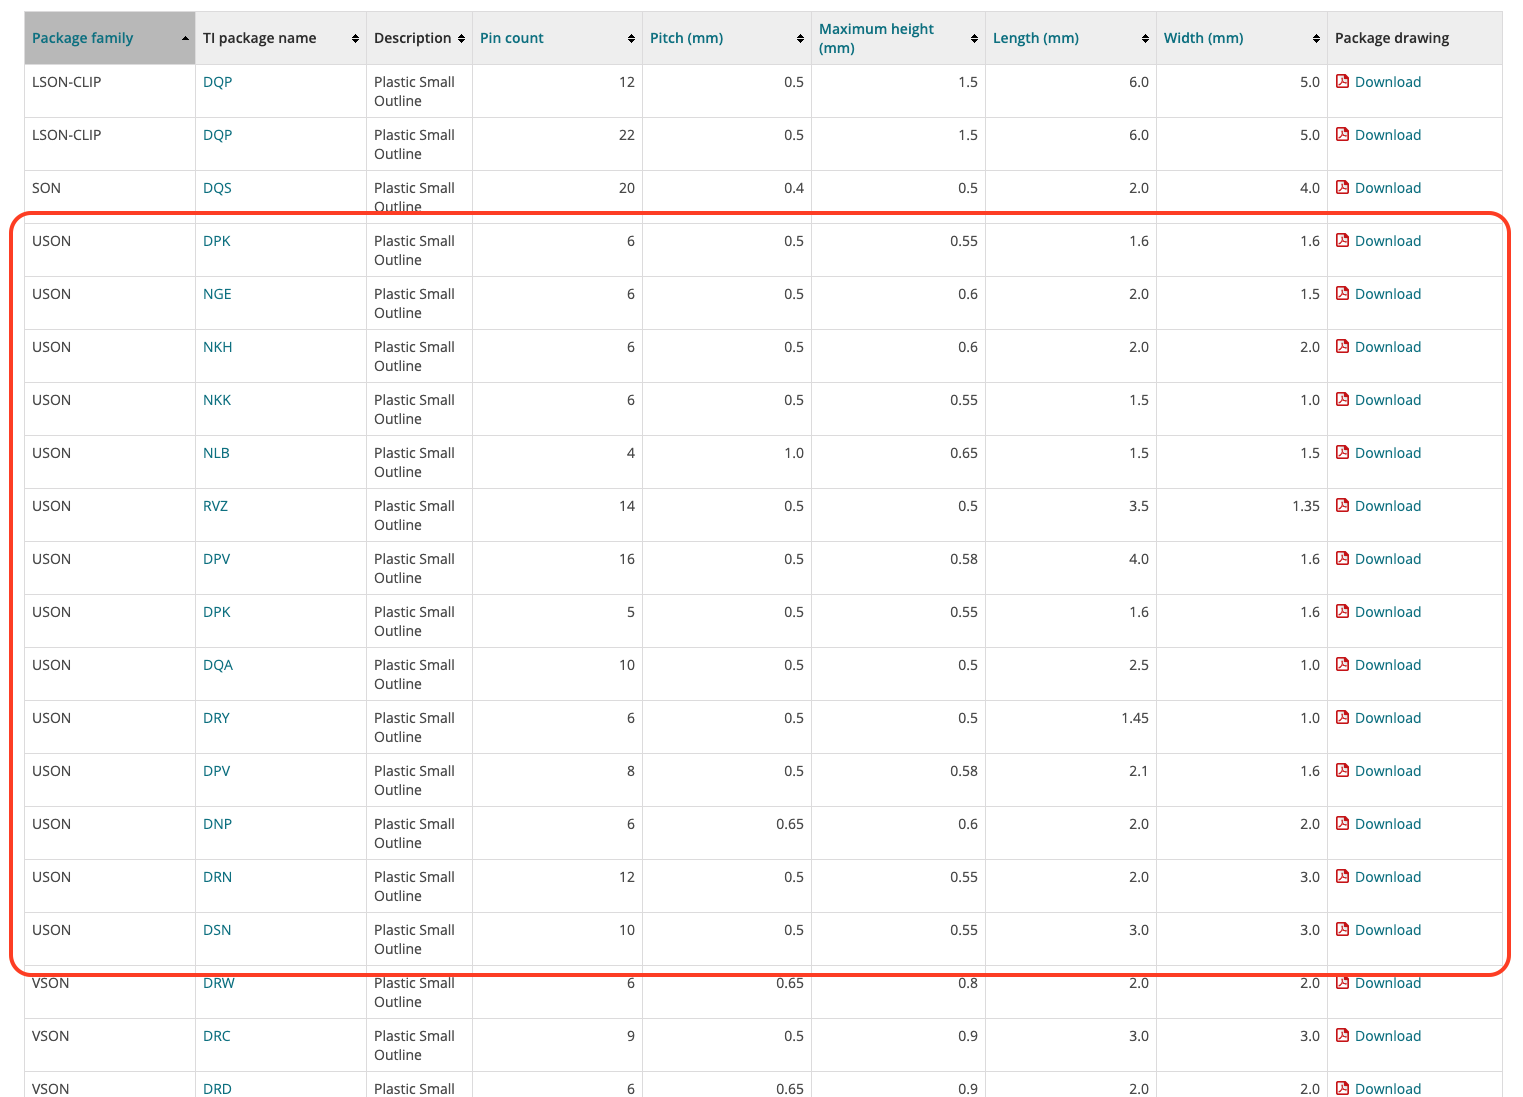 Package family TI package name Description Pin count Pitch (mm) Maximum height (mm) Length (mm) Width (mm) Package drawing
LSON-CLIP DQP Plastic Small Outline 12 0.5 1.5 6.0 5.0 Download
LSON-CLIP DQP Plastic Small Outline 22 0.5 1.5 6.0 5.0 Download
SON DQS Plastic Small Outline 20 0.4 0.5 2.0 4.0 Download
USON DPK Plastic Small Outline 6 0.5 0.55 1.6 1.6 Download
USON NGE Plastic Small Outline 6 0.5 0.6 2.0 1.5 Download
USON NKH Plastic Small Outline 6 0.5 0.6 2.0 2.0 Download
USON NKK Plastic Small Outline 6 0.5 0.55 1.5 1.0 Download
USON NLB Plastic Small Outline 4 1.0 0.65 1.5 1.5 Download
USON RVZ Plastic Small Outline 14 0.5 0.5 3.5 1.35 Download
USON DPV Plastic Small Outline 16 0.5 0.58 4.0 1.6 Download
USON DPK Plastic Small Outline 5 0.5 0.55 1.6 1.6 Download
USON DQA Plastic Small Outline 10 0.5 0.5 2.5 1.0 Download
USON DRY Plastic Small Outline 6 0.5 0.5 1.45 1.0 Download
USON DPV Plastic Small Outline 8 0.5 0.58 2.1 1.6 Download
USON DNP Plastic Small Outline 6 0.65 0.6 2.0 2.0 Download
USON DRN Plastic Small Outline 12 0.5 0.55 2.0 3.0 Download
USON DSN Plastic Small Outline 10 0.5 0.55 3.0 3.0 Download
VSON DRW Plastic Small Outline 6 0.65 0.8 2.0 2.0 Download
VSON DRC Plastic Small Outline 9 0.5 0.9 3.0 3.0 Download
VSON DRD Plastic Small 6 0.65 0.9 2.0 2.0 Download